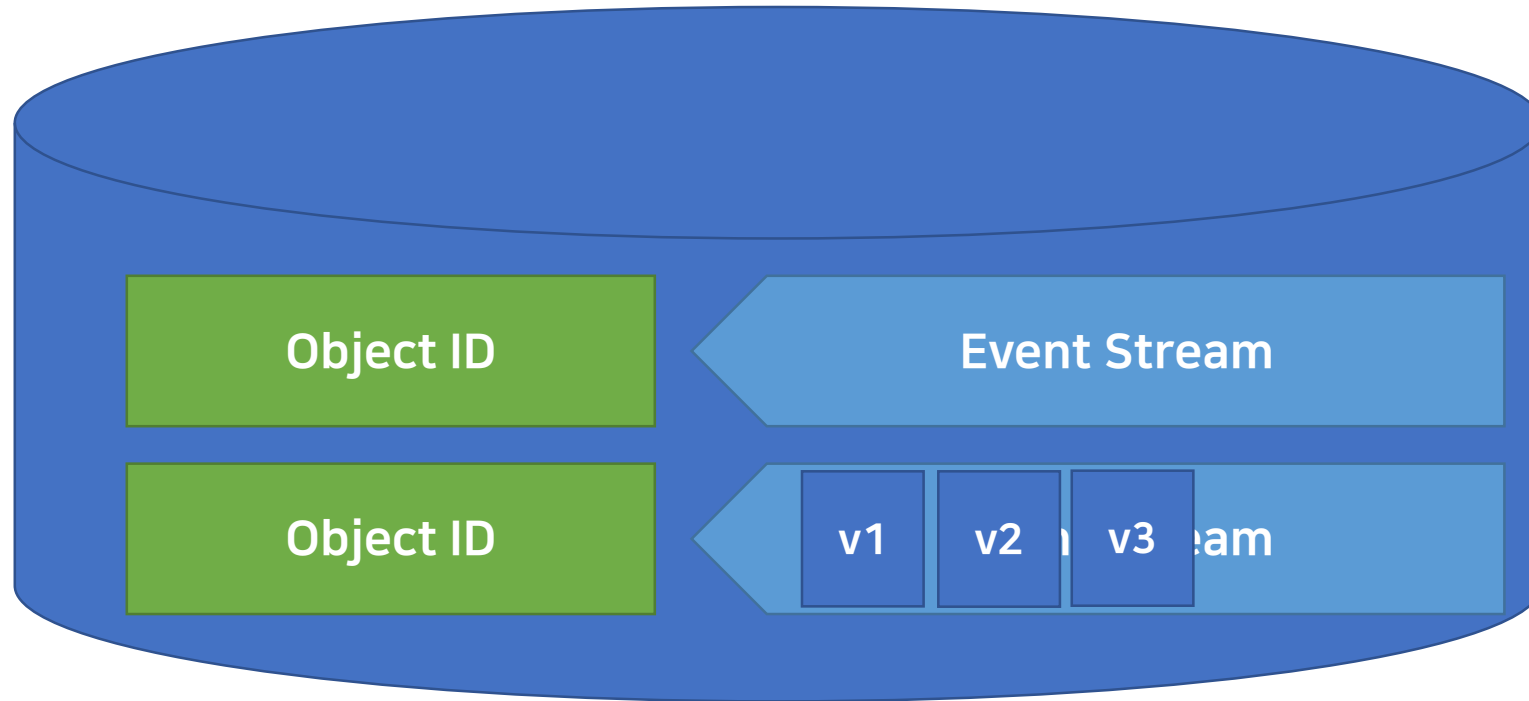 Object ID
Event Stream
Object ID
v1
v2
v3